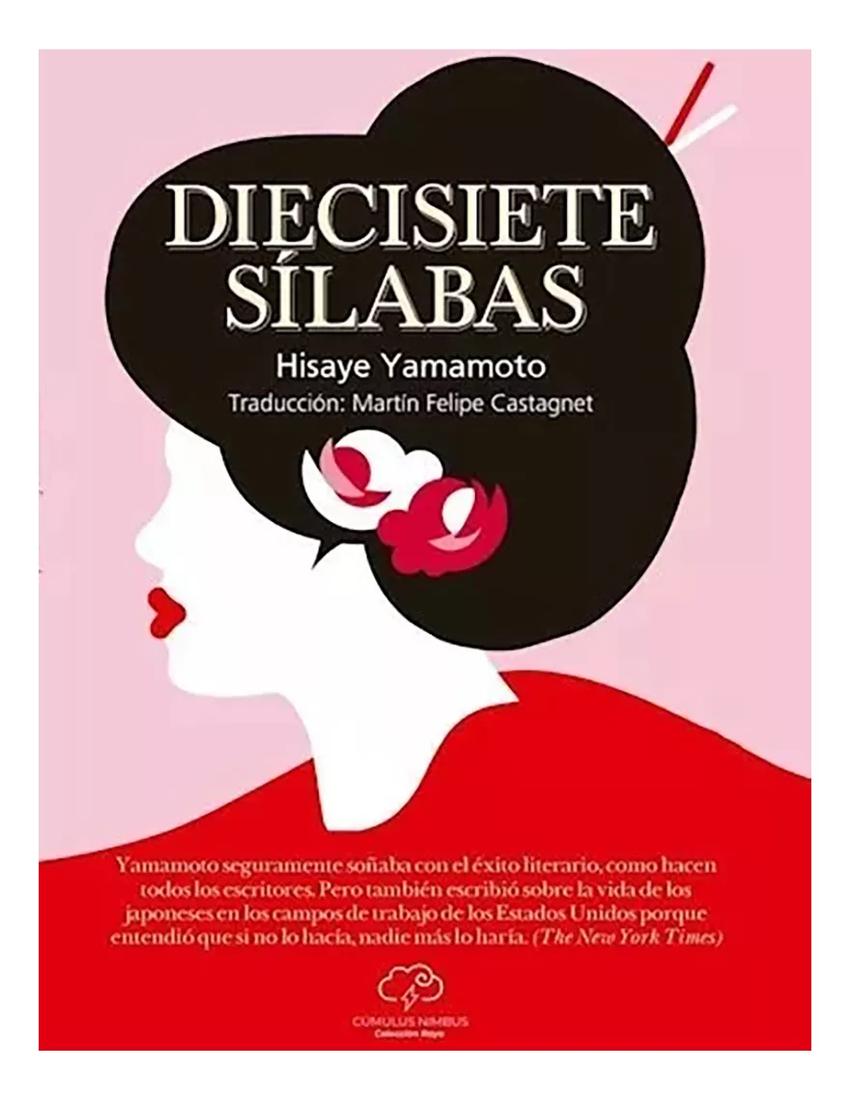 DIECISIETE
SÍLABAS
Hisaye Yamamoto
Traducción: Martín Felipe Castagnet
Yamamoto seguramente soñaba con el éxito literario, como hacen
todos los escritores. Pero también escribió sobre la vida de los
japoneses en los campos de trabajo de los Estados Unidos porque
entendió que si no lo hacía, nadie más lo haría. (The New York Times)
CÚMULUS NIMBUS
Colección Rayo